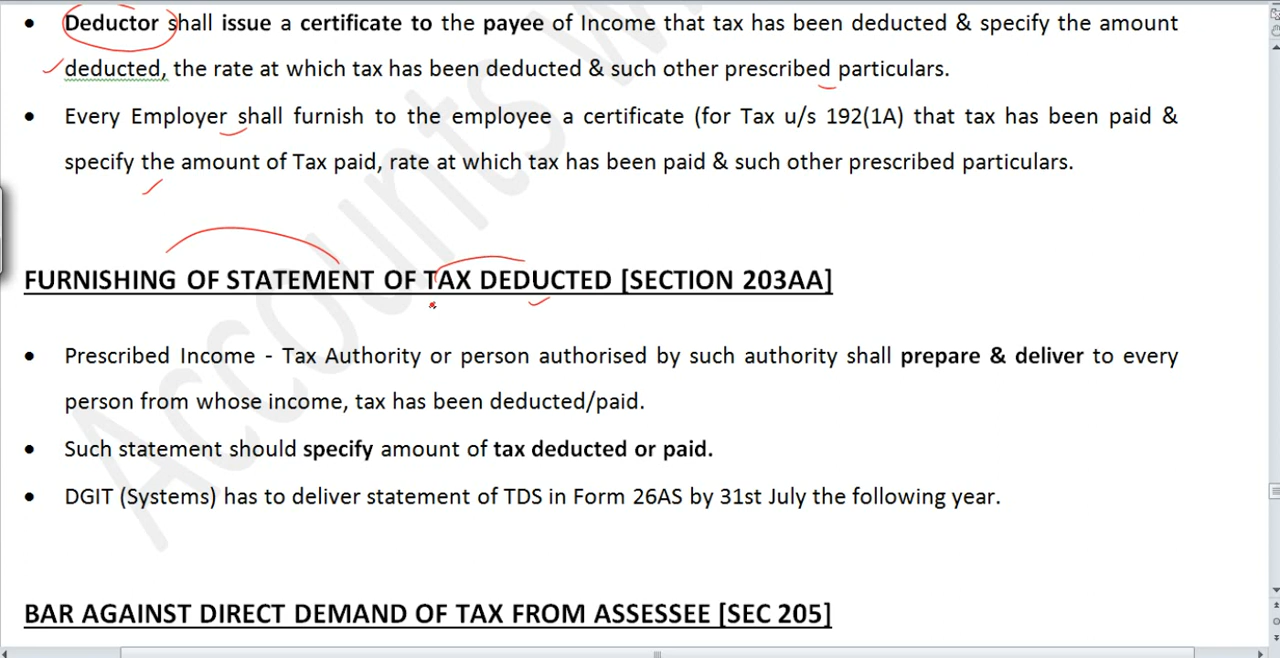 • Deductor shall issue a certificate to the payee of Income that tax has been deducted & specify the amount
deducted, the rate at which tax has been deducted & such other prescribed particulars.
• Every Employer shall furnish to the employee a certificate (for Tax u/s 192(1A) that tax has been paid &
specify the amount of Tax paid, rate at which tax has been paid & such other prescribed particulars.
FURNISHING OF STATEMENT OF TAX DEDUCTED [SECTION 203AA]
• Prescribed Income - Tax Authority or person authorised by such authority shall prepare & deliver to every
person from whose income, tax has been deducted/paid.
• Such statement should specify amount of tax deducted or paid.
• DGIT (Systems) has to deliver statement of TDS in Form 26AS by 31st July the following year.
BAR AGAINST DIRECT DEMAND OF TAX FROM ASSESSEE [SEC 205]
Accounts